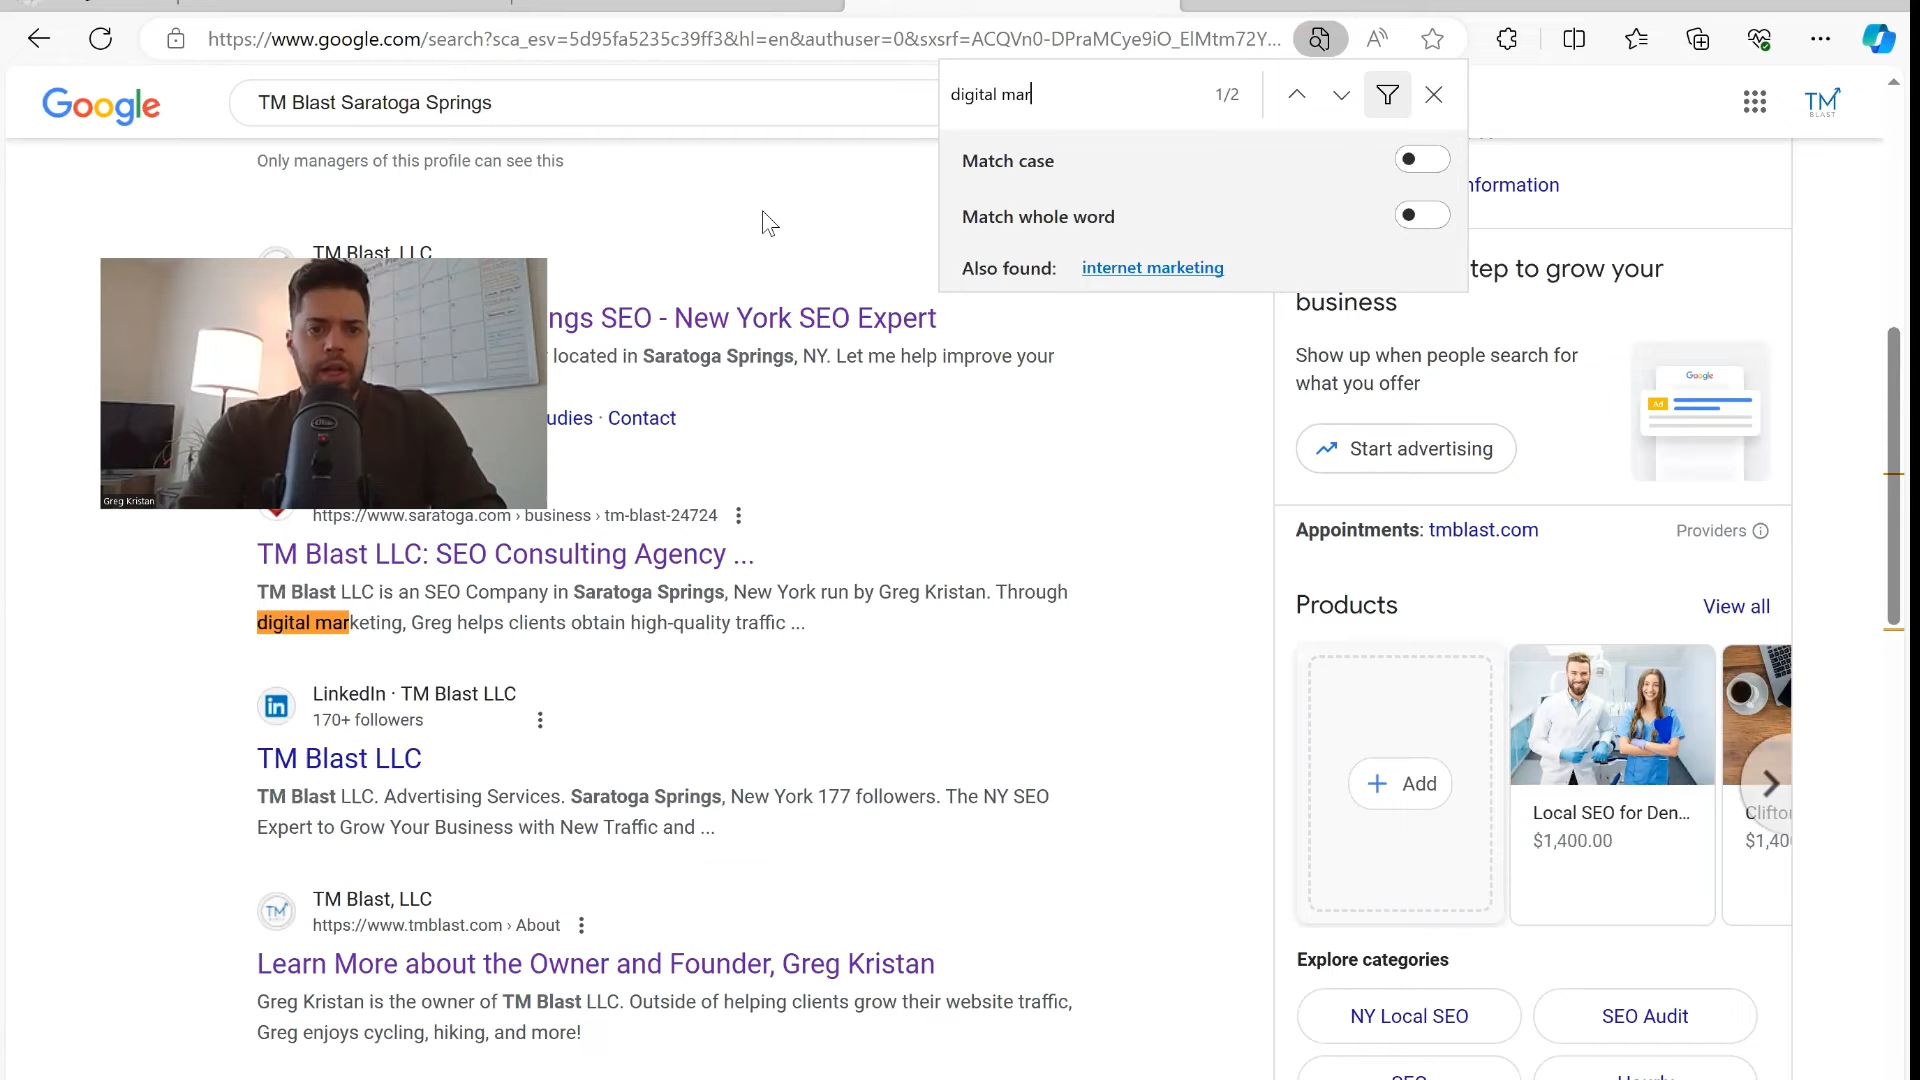 https://www.google.com/search?sca_esv=5d95fa5235c39ff3&hl=en&authuser=0&sxsrf=ACQVn0-DPraMCye9iO_ElMtm72Y...
digital mar
1/2
Google
TM Blast Saratoga Springs
TM
BLAST
Match case
Match whole word
Also found: internet marketing
Only managers of this profile can see this
TM Blast, LLC
ngs SEO - New York SEO Expert
located in Saratoga Springs, NY. Let me help improve your
udies · Contact
Greg Kristan
https://www.saratoga.com › business › tm-blast-24724
TM Blast LLC: SEO Consulting Agency ...
TM Blast LLC is an SEO Company in Saratoga Springs, New York run by Greg Kristan. Through
digital marketing, Greg helps clients obtain high-quality traffic ...
LinkedIn · TM Blast LLC
170+ followers
in
TM Blast LLC
TM Blast LLC. Advertising Services. Saratoga Springs, New York 177 followers. The NY SEO
Expert to Grow Your Business with New Traffic and ...
TM Blast, LLC
TM
https://www.tmblast.com › About
Learn More about the Owner and Founder, Greg Kristan
Greg Kristan is the owner of TM Blast LLC. Outside of helping clients grow their website traffic,
Greg enjoys cycling, hiking, and more!
nformation
tep to grow your
business
Show up when people search for
what you offer
Google
Ad
Start advertising
Appointments: tmblast.com
Providers
Products
View all
Add
Local SEO for Den...
$1,400.00
Clifto
$1,40
Explore categories
NY Local SEO
SEO Audit